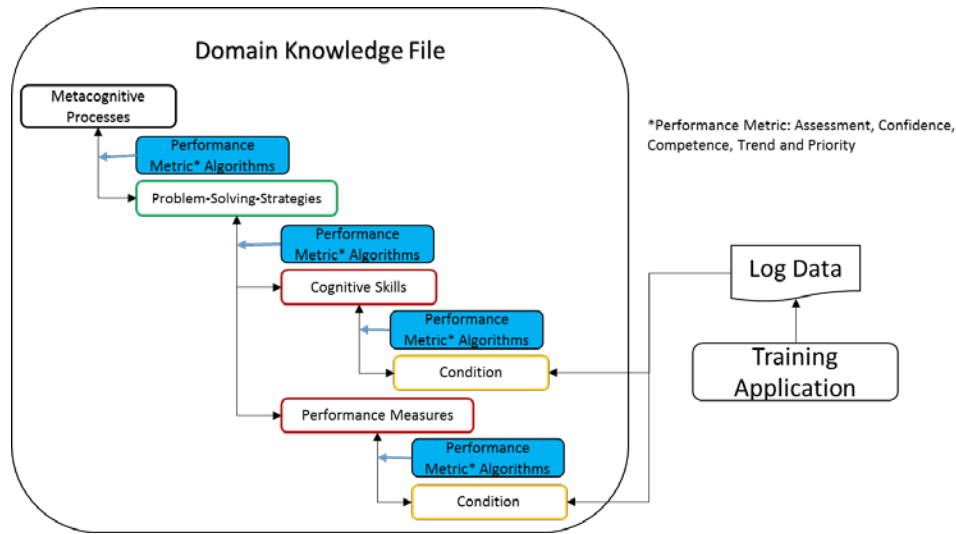 Domain Knowledge File
Metacognitive
Processes
Performance
Metric* Algorithms
Problem-Solving-Strategies
Performance
Metric* Algorithms
Cognitive Skills
Performance
Metric* Algorithms
Condition
Performance Measures
Performance
Metric* Algorithms
Condition
*Performance Metric: Assessment, Confidence,
Competence, Trend and Priority
Log Data
Training
Application